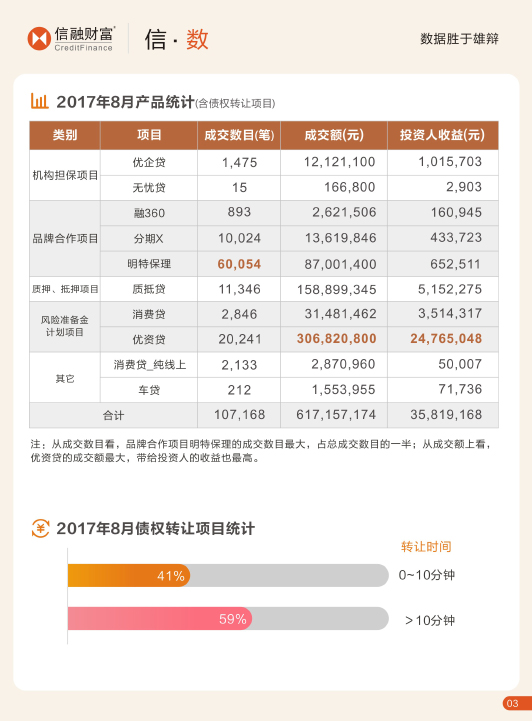 信融财富®
CreditFinance
信·数
数据胜于雄辩
2017年8月产品统计(含债权转让项目)
类别 项目 成交数目(笔) 成交额(元) 投资人收益(元)
机构担保项目 优企贷 1,475 12,121,100 1,015,703
无忧贷 15 166,800 2,903
品牌合作项目 融360 893 2,621,506 160,945
分期X 10,024 13,619,846 433,723
明特保理 60,054 87,001,400 652,511
质押、抵押项目 质抵贷 11,346 158,899,345 5,152,275
风险准备金
计划项目
消费贷 2,846 31,481,462 3,514,317
优资贷 20,241 306,820,800 24,765,048
其它 消费贷_纯线上 2,133 2,870,960 50,007
车贷 212 1,553,955 71,736
合计 107,168 617,157,174 35,819,168
注：从成交数目看，品牌合作项目明特保理的成交数目最大，占总成交数目的一半；从成交额上看，
优资贷的成交额最大，带给投资人的收益也最高。
¥ 2017年8月债权转让项目统计
转让时间
41% 0~10分钟
59% >10分钟
03